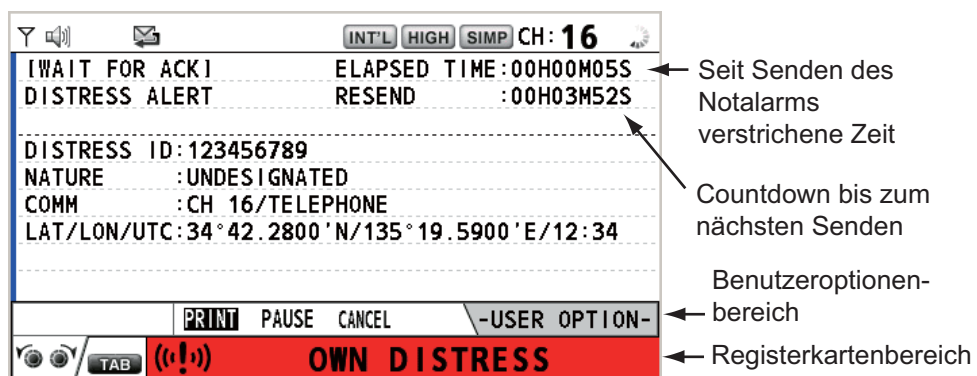 INT'L HIGH SIMP CH: 16
[WAIT FOR ACK] ELAPSED TIME:00H00M05S
DISTRESS ALERT RESEND :00H03M52S
DISTRESS ID:123456789
NATURE :UNDESIGNATED
COMM :CH 16/TELEPHONE
LAT/LON/UTC:34°42.2800'N/135°19.5900'E/12:34
PRINT PAUSE CANCEL -USER OPTION-
TAB OWN DISTRESS
Seit Senden des
Notalarms
verstrichene Zeit
Countdown bis zum
nächsten Senden
Benutzeroptionen-
bereich
Registerkartenbereich